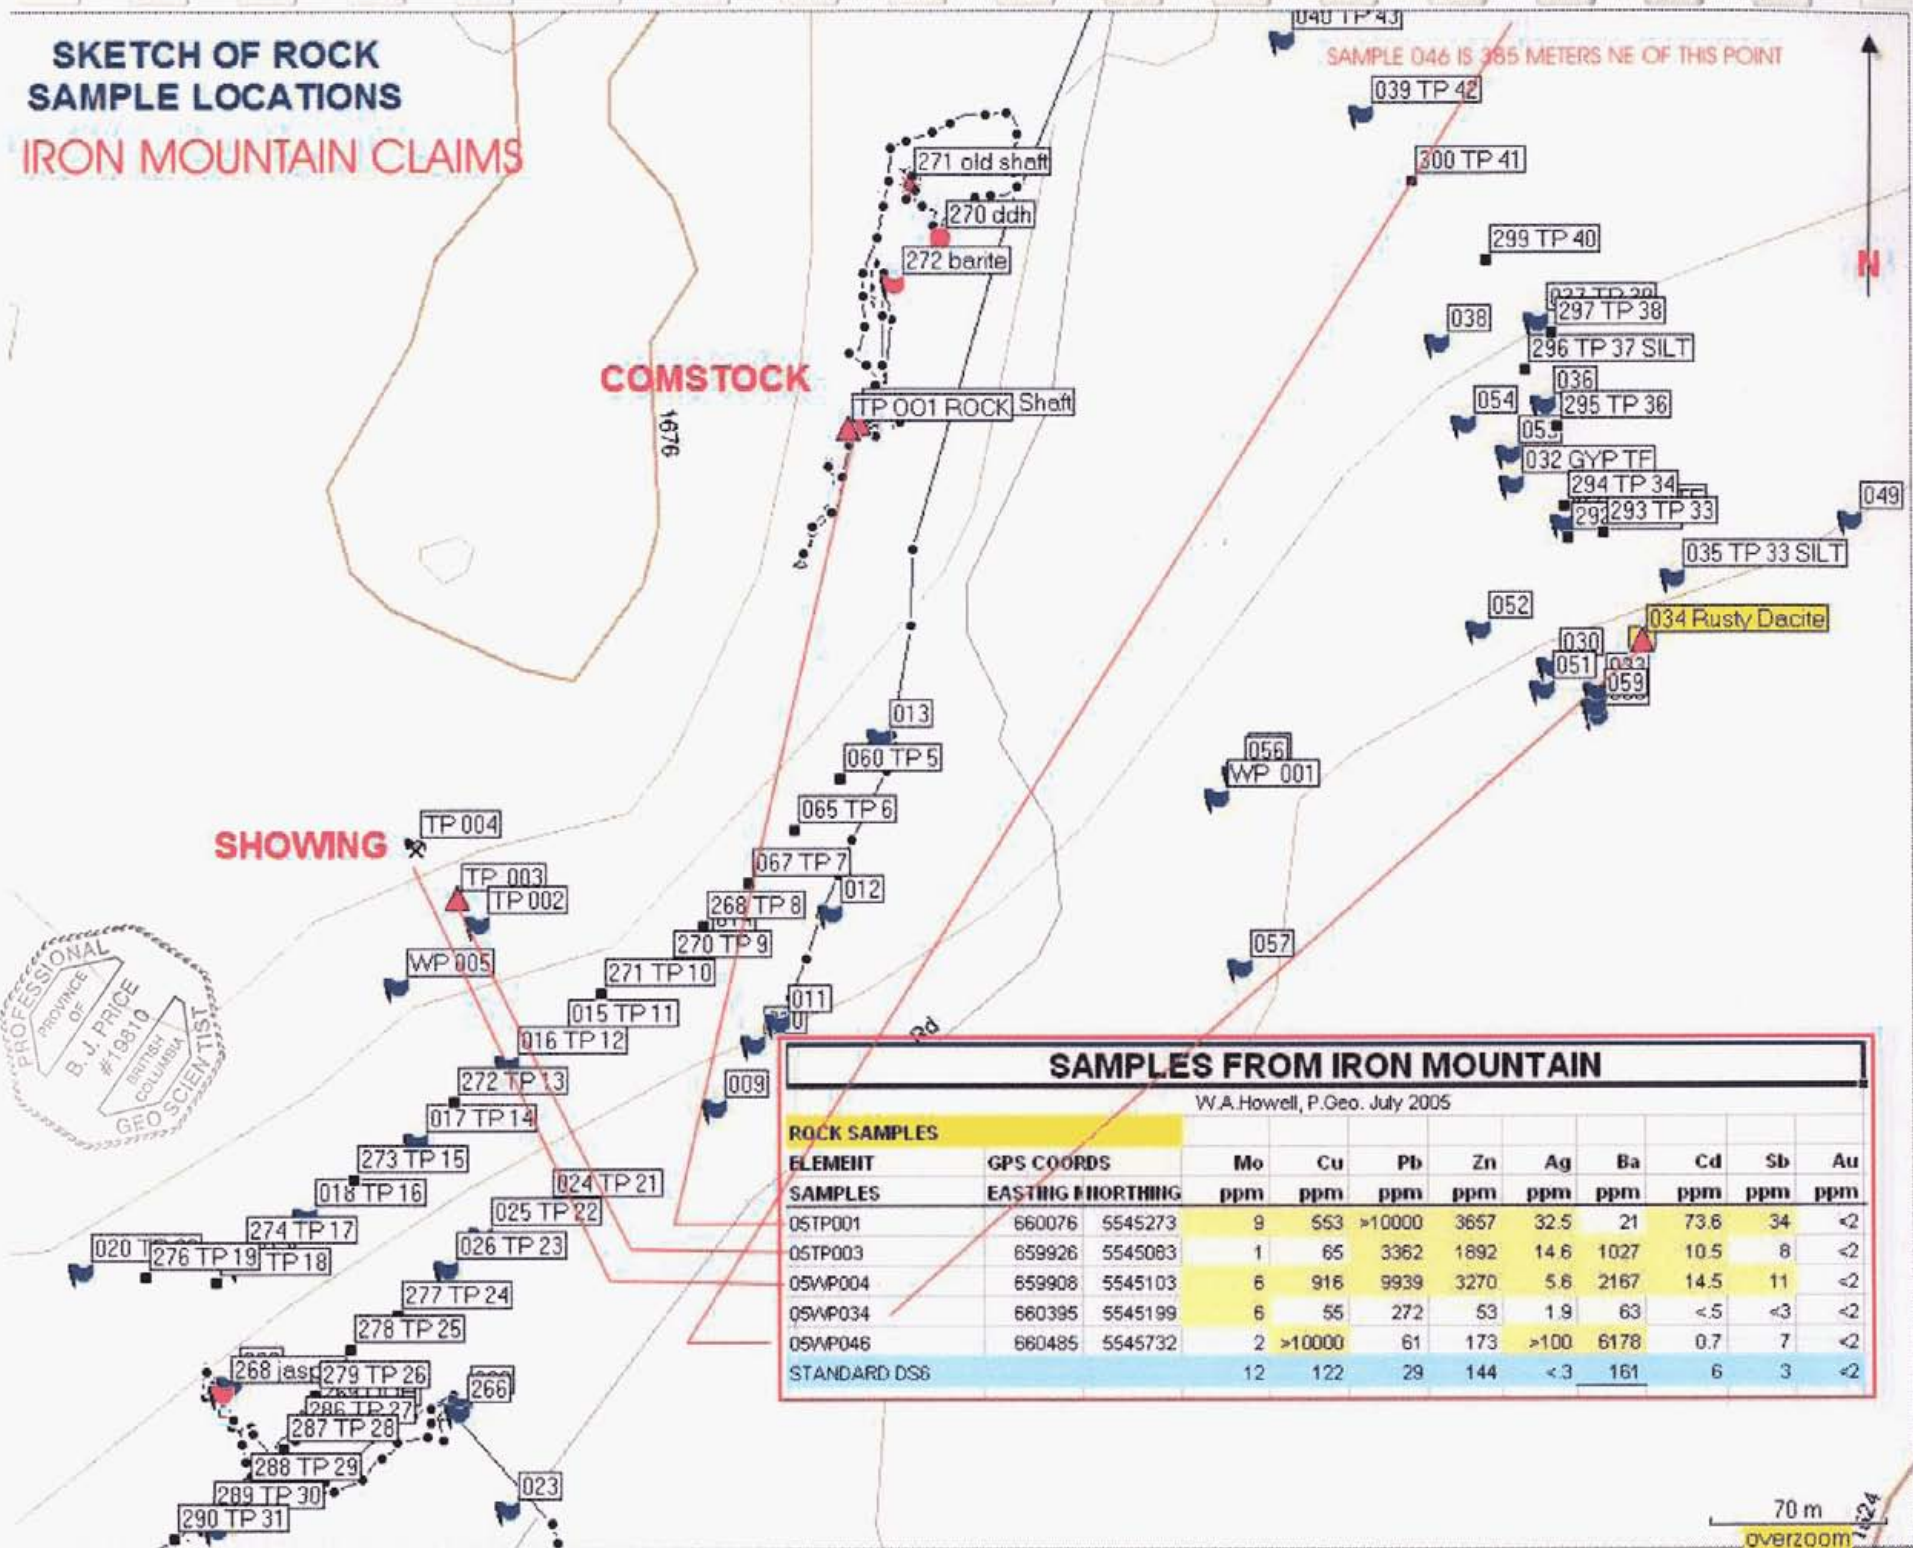 SKETCH OF ROCK
SAMPLE LOCATIONS
IRON MOUNTAIN CLAIMS
040 TP 43
SAMPLE 046 IS 385 METERS NE OF THIS POINT
039 TP 42
300 TP 41
271 old shaft
270 ddh
272 barite
299 TP 40
N
297 TP 38
038
296 TP 37 SILT
036
054
295 TP 36
COMSTOCK
TP 001 ROCK Shaft
1676
032 GYP TF
294 TP 34
293 TP 33
049
035 TP 33 SILT
052
034 Rusty Dacite
030
051
059
013
056
WP 001
060 TP 5
065 TP 6
SHOWING
TP 004
067 TP 7
TP 003
TP 002
012
268 TP 8
270 TP 9
057
WP 005
271 TP 10
011
015 TP 11
016 TP 12
Rd
PROFESSIONAL
PROVINCE
OF
B. J. PRICE
#19810
BRITISH
COLUMBIA
GEOSCIENTIST
272 TP 13
009
017 TP 14
273 TP 15
024 TP 21
018 TP 16
025 TP 22
274 TP 17
026 TP 23
020
276 TP 19
TP 18
277 TP 24
278 TP 25
268 jasp
279 TP 26
266
286 TP 27
287 TP 28
288 TP 29
289 TP 30
023
290 TP 31
SAMPLES FROM IRON MOUNTAIN
W.A.Howell, P.Geo. July 2005
ROCK SAMPLES
ELEMENT GPS COORDS Mo Cu Pb Zn Ag Ba Cd Sb Au
SAMPLES EASTING NORTHING ppm ppm ppm ppm ppm ppm ppm ppm ppm
05TP001 660076 5545273 9 553 >10000 3657 32.5 21 73.6 34 <2
05TP003 659926 5545083 1 65 3362 1892 14.6 1027 10.5 8 <2
05WP004 659908 5545103 6 916 9939 3270 5.6 2167 14.5 11 <2
05WP034 660395 5545199 6 55 272 53 1.9 63 <.5 <3 <2
05WP046 660485 5545732 2 >10000 61 173 >100 6178 0.7 7 <2
STANDARD DS6 12 122 29 144 <.3 161 6 3 <2
70 m
overzoom